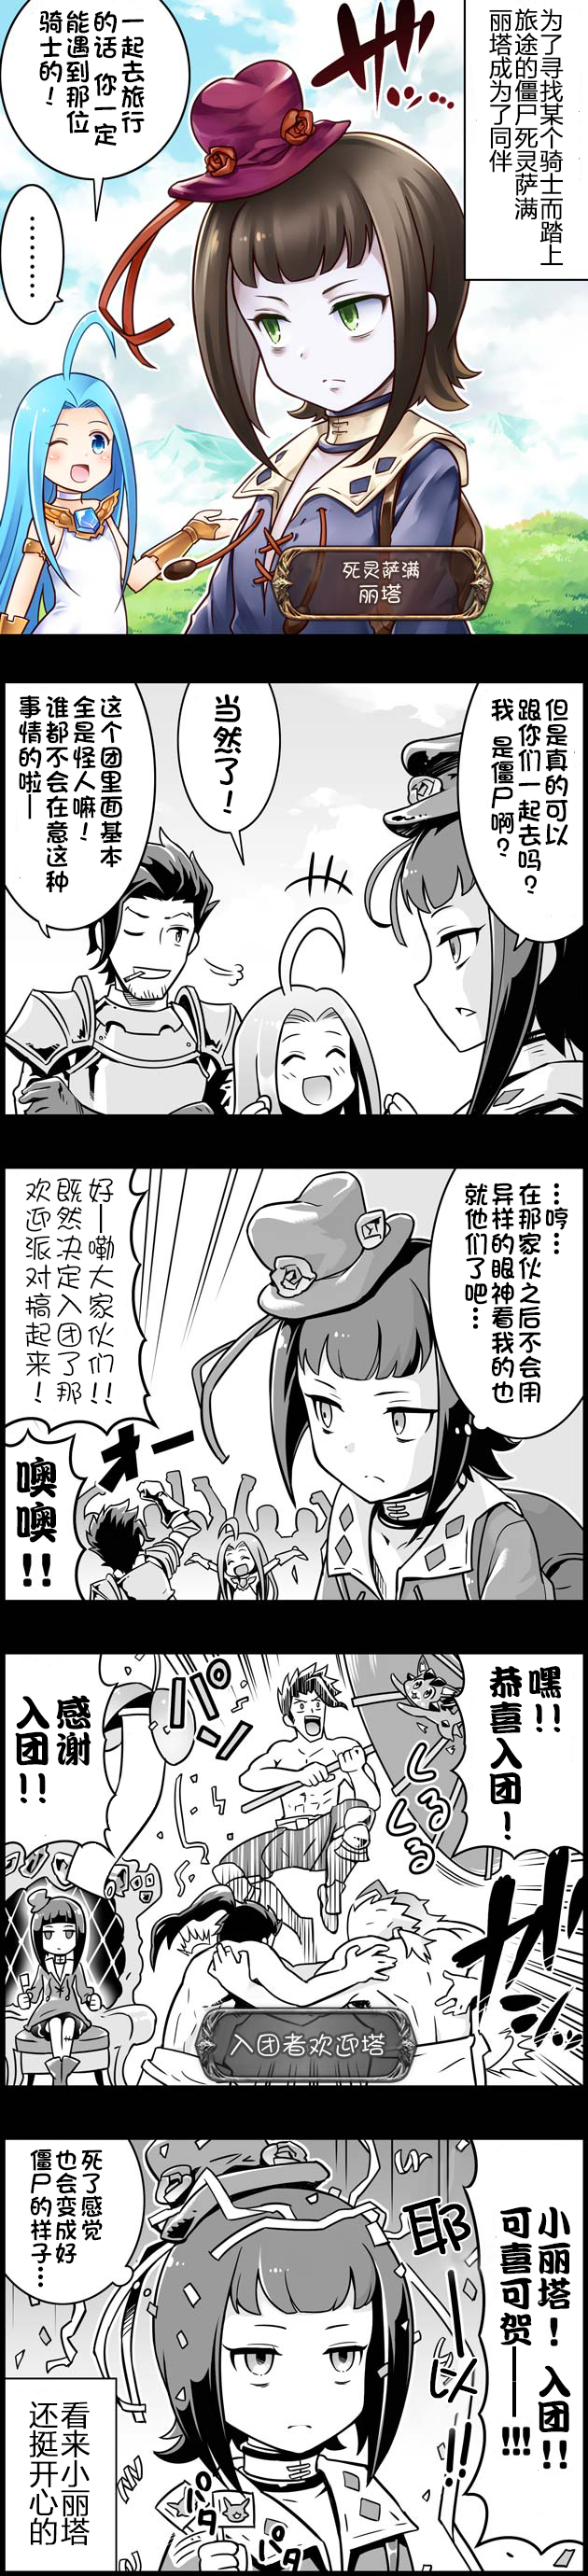 为了寻找某个骑士而踏上
旅途的僵尸死灵萨满
丽塔成为了同伴
一起去旅行
的话 你一定
能遇到那位
骑士的！
………
死灵萨满
丽塔
但是真的可以
跟你们一起去吗？
我 是僵尸啊？
当然了！
这个团里面基本
全是怪人嘛！
谁都不会在意这种
事情的啦—
…哼…
在那家伙之后不会用
异样的眼神看我的也
就他们了吧…
好—嘞大家伙们!!
既然决定入团了那
欢迎派对搞起来！
オー
噢噢!!
嘿!!
恭喜入团！
パン
くるくる
感谢
入团!!
入团者欢迎塔
小丽塔！入团!!
可喜可贺——!!!
耶—以!!
死了感觉
也会变成好
僵尸的样子…
パタ
パタ
看来小丽塔
还挺开心的